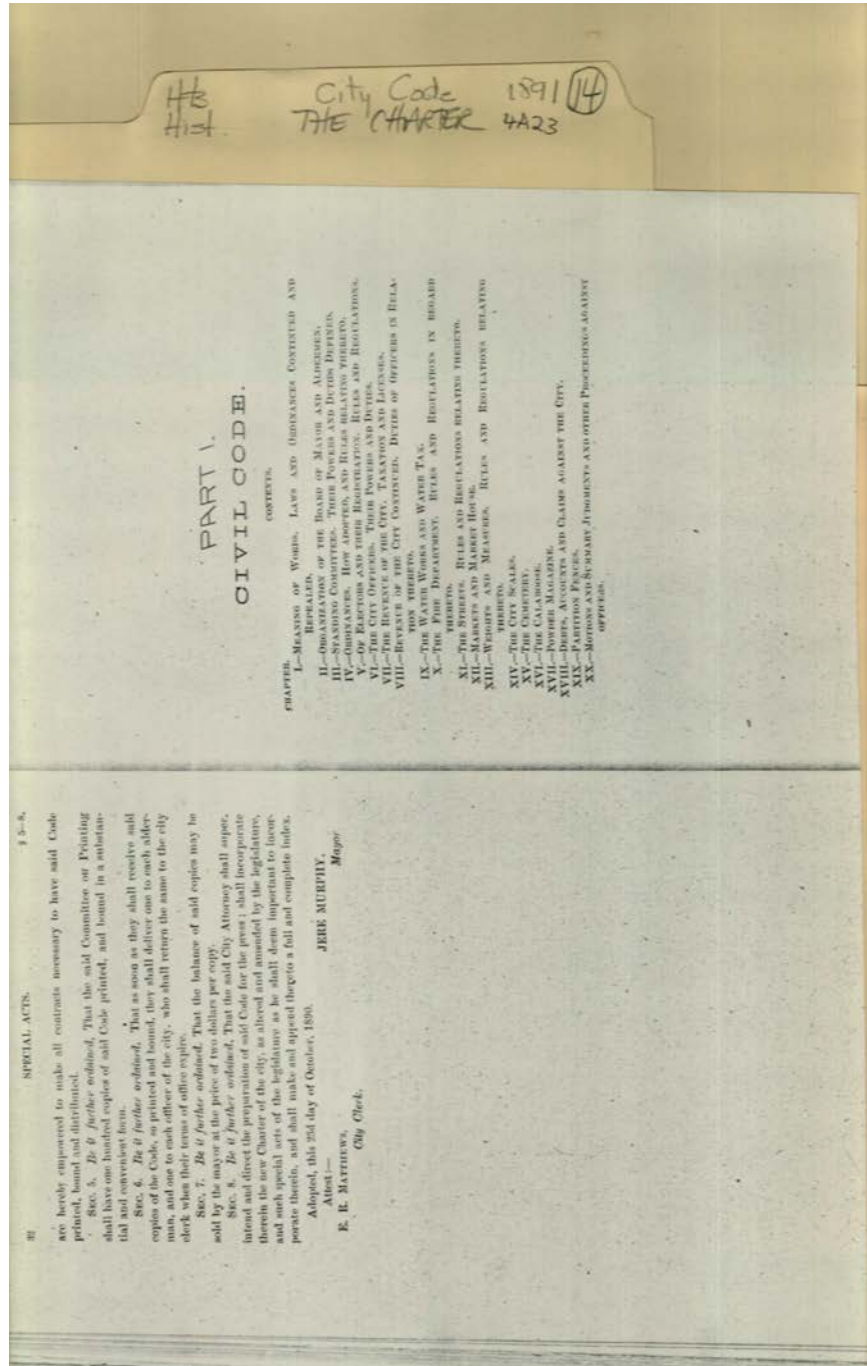 Hts City Code 1891 14
Hist. THE CHARTER 4A23
SPECIAL ACTS. § 5–8.
are hereby empowered to make all contracts necessary to have said Code
printed, bound and distributed.
SEC. 5. Be it further ordained, That the said Committee on Printing
shall have one hundred copies of said Code printed, and bound in a substan-
tial and convenient form.
SEC. 6. Be it further ordained, That as soon as they shall receive said
copies of the Code, so printed and bound, they shall deliver one to each alder-
man, and one to each officer of the city, who shall return the same to the city
clerk when their terms of office expire.
SEC. 7. Be it further ordained, That the balance of said copies may be
sold by the mayor at the price of two dollars per copy.
SEC. 8. Be it further ordained, That the said City Attorney shall super-
intend and direct the preparation of said Code for the press; shall incorporate
therein the new Charter of the city, as altered and amended by the legislature,
and such special acts of the legislature as he shall deem important to incor-
porate therein, and shall make and append thereto a full and complete index.
Adopted, this 23d day of October, 1890.
JERE MURPHY,
Mayor
Attest:—
E. R. MATTHEWS,
City Clerk.
PART I.
CIVIL CODE.
CONTENTS.
CHAPTER.
I.—MEANING OF WORDS. LAWS AND ORDINANCES CONTINUED AND
REPEALED.
II.—ORGANIZATION OF THE BOARD OF MAYOR AND ALDERMEN.
III.—STANDING COMMITTEES. THEIR POWERS AND DUTIES DEFINED.
IV.—ORDINANCES, HOW ADOPTED, AND RULES RELATING THERETO.
V.—OF ELECTORS AND THEIR REGISTRATION. RULES AND REGULATIONS.
VI.—THE CITY OFFICERS. THEIR POWERS AND DUTIES.
VII.—THE REVENUE OF THE CITY. TAXATION AND LICENSES.
VIII.—REVENUE OF THE CITY CONTINUED. DUTIES OF OFFICERS IN RELA-
TION THERETO.
IX.—THE WATER WORKS AND WATER TAX.
X.—THE FIRE DEPARTMENT. RULES AND REGULATIONS IN REGARD
THERETO.
XI.—THE STREETS. RULES AND REGULATIONS RELATING THERETO.
XII.—MARKETS AND MARKET HOUSE.
XIII.—WEIGHTS AND MEASURES. RULES AND REGULATIONS RELATING
THERETO.
XIV.—THE CITY SCALES.
XV.—THE CEMETERY.
XVI.—THE CALABOOSE.
XVII.—POWDER MAGAZINE.
XVIII.—DEBTS, ACCOUNTS AND CLAIMS AGAINST THE CITY.
XIX.—PARTITION FENCES.
XX.—MOTIONS AND SUMMARY JUDGMENTS AND OTHER PROCEEDINGS AGAINST
OFFICERS.